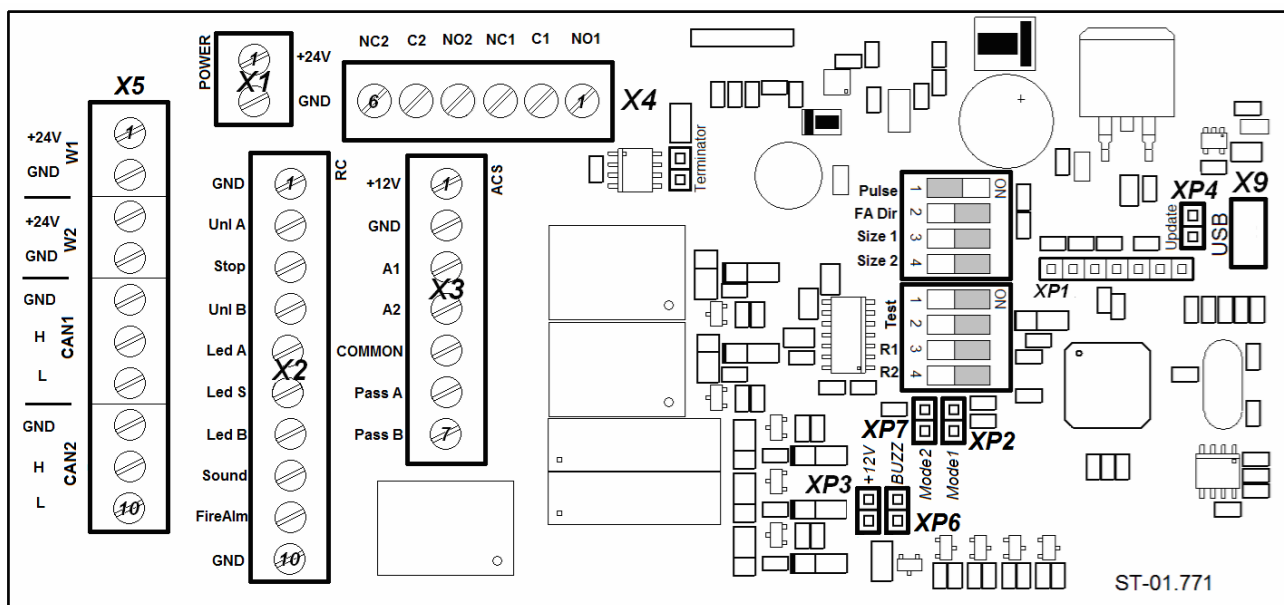 X5
1
+24V
GND
W1
+24V
GND
W2
GND
H
L
CAN1
GND
H
L
CAN2
10
POWER
X1
1
+24V
GND
NC2 C2 NO2 NC1 C1 NO1
6 1
X4
RC
X2
GND 1
Unl A
Stop
Unl B
Led A
Led S
Led B
Sound
FireAlm
GND 10
ACS
X3
+12V 1
GND
A1
A2
COMMON
Pass A
Pass B 7
Terminator
+
Pulse 1 ON
FA Dir 2
Size 1 3
Size 2 4
Test 1 ON
2
R1 3
R2 4
XP4
Update
X9
USB
XP1
XP7
XP2
Mode2
Mode1
XP3
+12V
BUZZ
XP6
ST-01.771